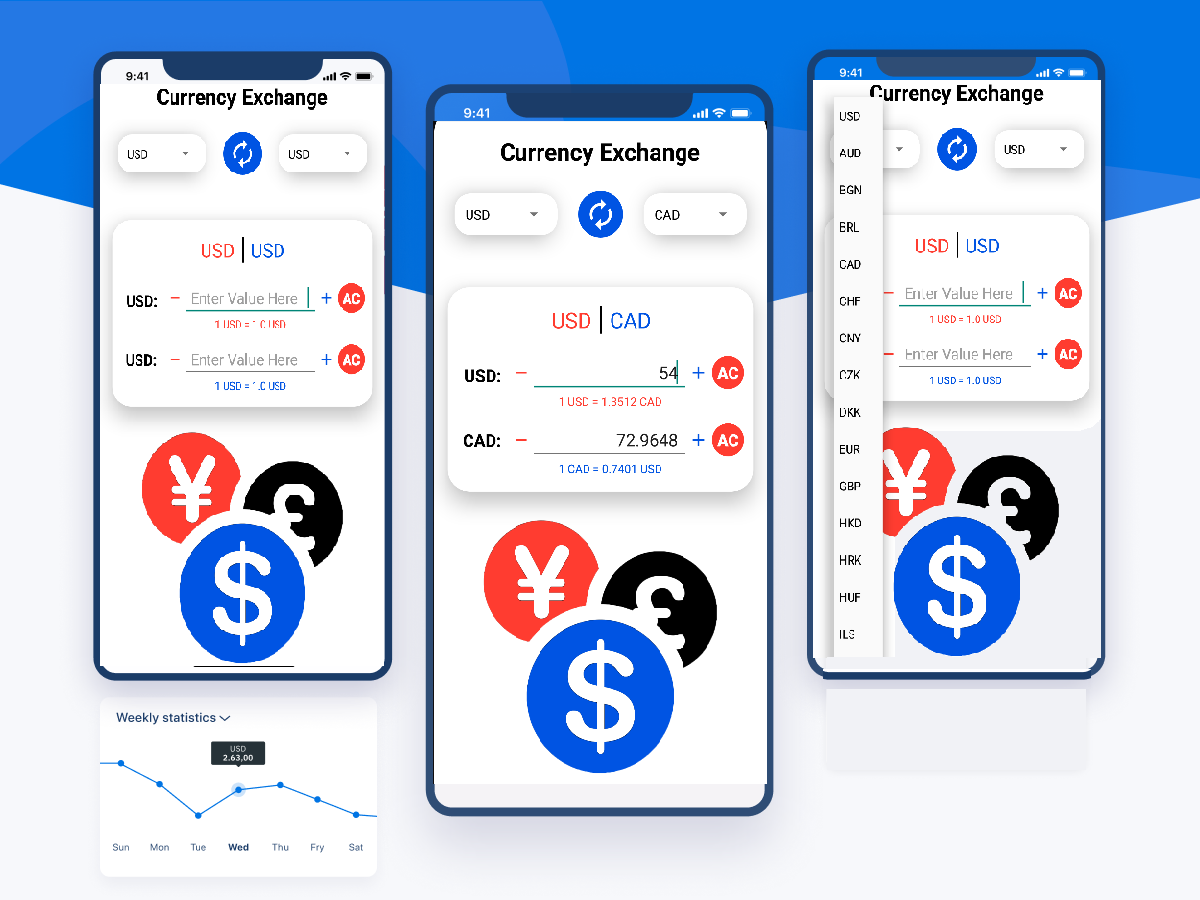 9:41
Currency Exchange
USD USD
USD | USD
USD: − Enter Value Here + AC
1 USD = 1.0 USD
USD: − Enter Value Here + AC
1 USD = 1.0 USD
¥ £
$
Weekly statistics
USD
2.63,00
Sun Mon Tue Wed Thu Fry Sat
9:41
Currency Exchange
USD CAD
USD | CAD
USD: − 54 + AC
1 USD = 1.3512 CAD
CAD: − 72.9648 + AC
1 CAD = 0.7401 USD
¥ £
$
9:41
Currency Exchange
USD
USD | USD
− Enter Value Here + AC
1 USD = 1.0 USD
− Enter Value Here + AC
1 USD = 1.0 USD
USD
AUD
BGN
BRL
CAD
CHF
CNY
CZK
DKK
EUR
GBP
HKD
HRK
HUF
ILS
¥ £
$